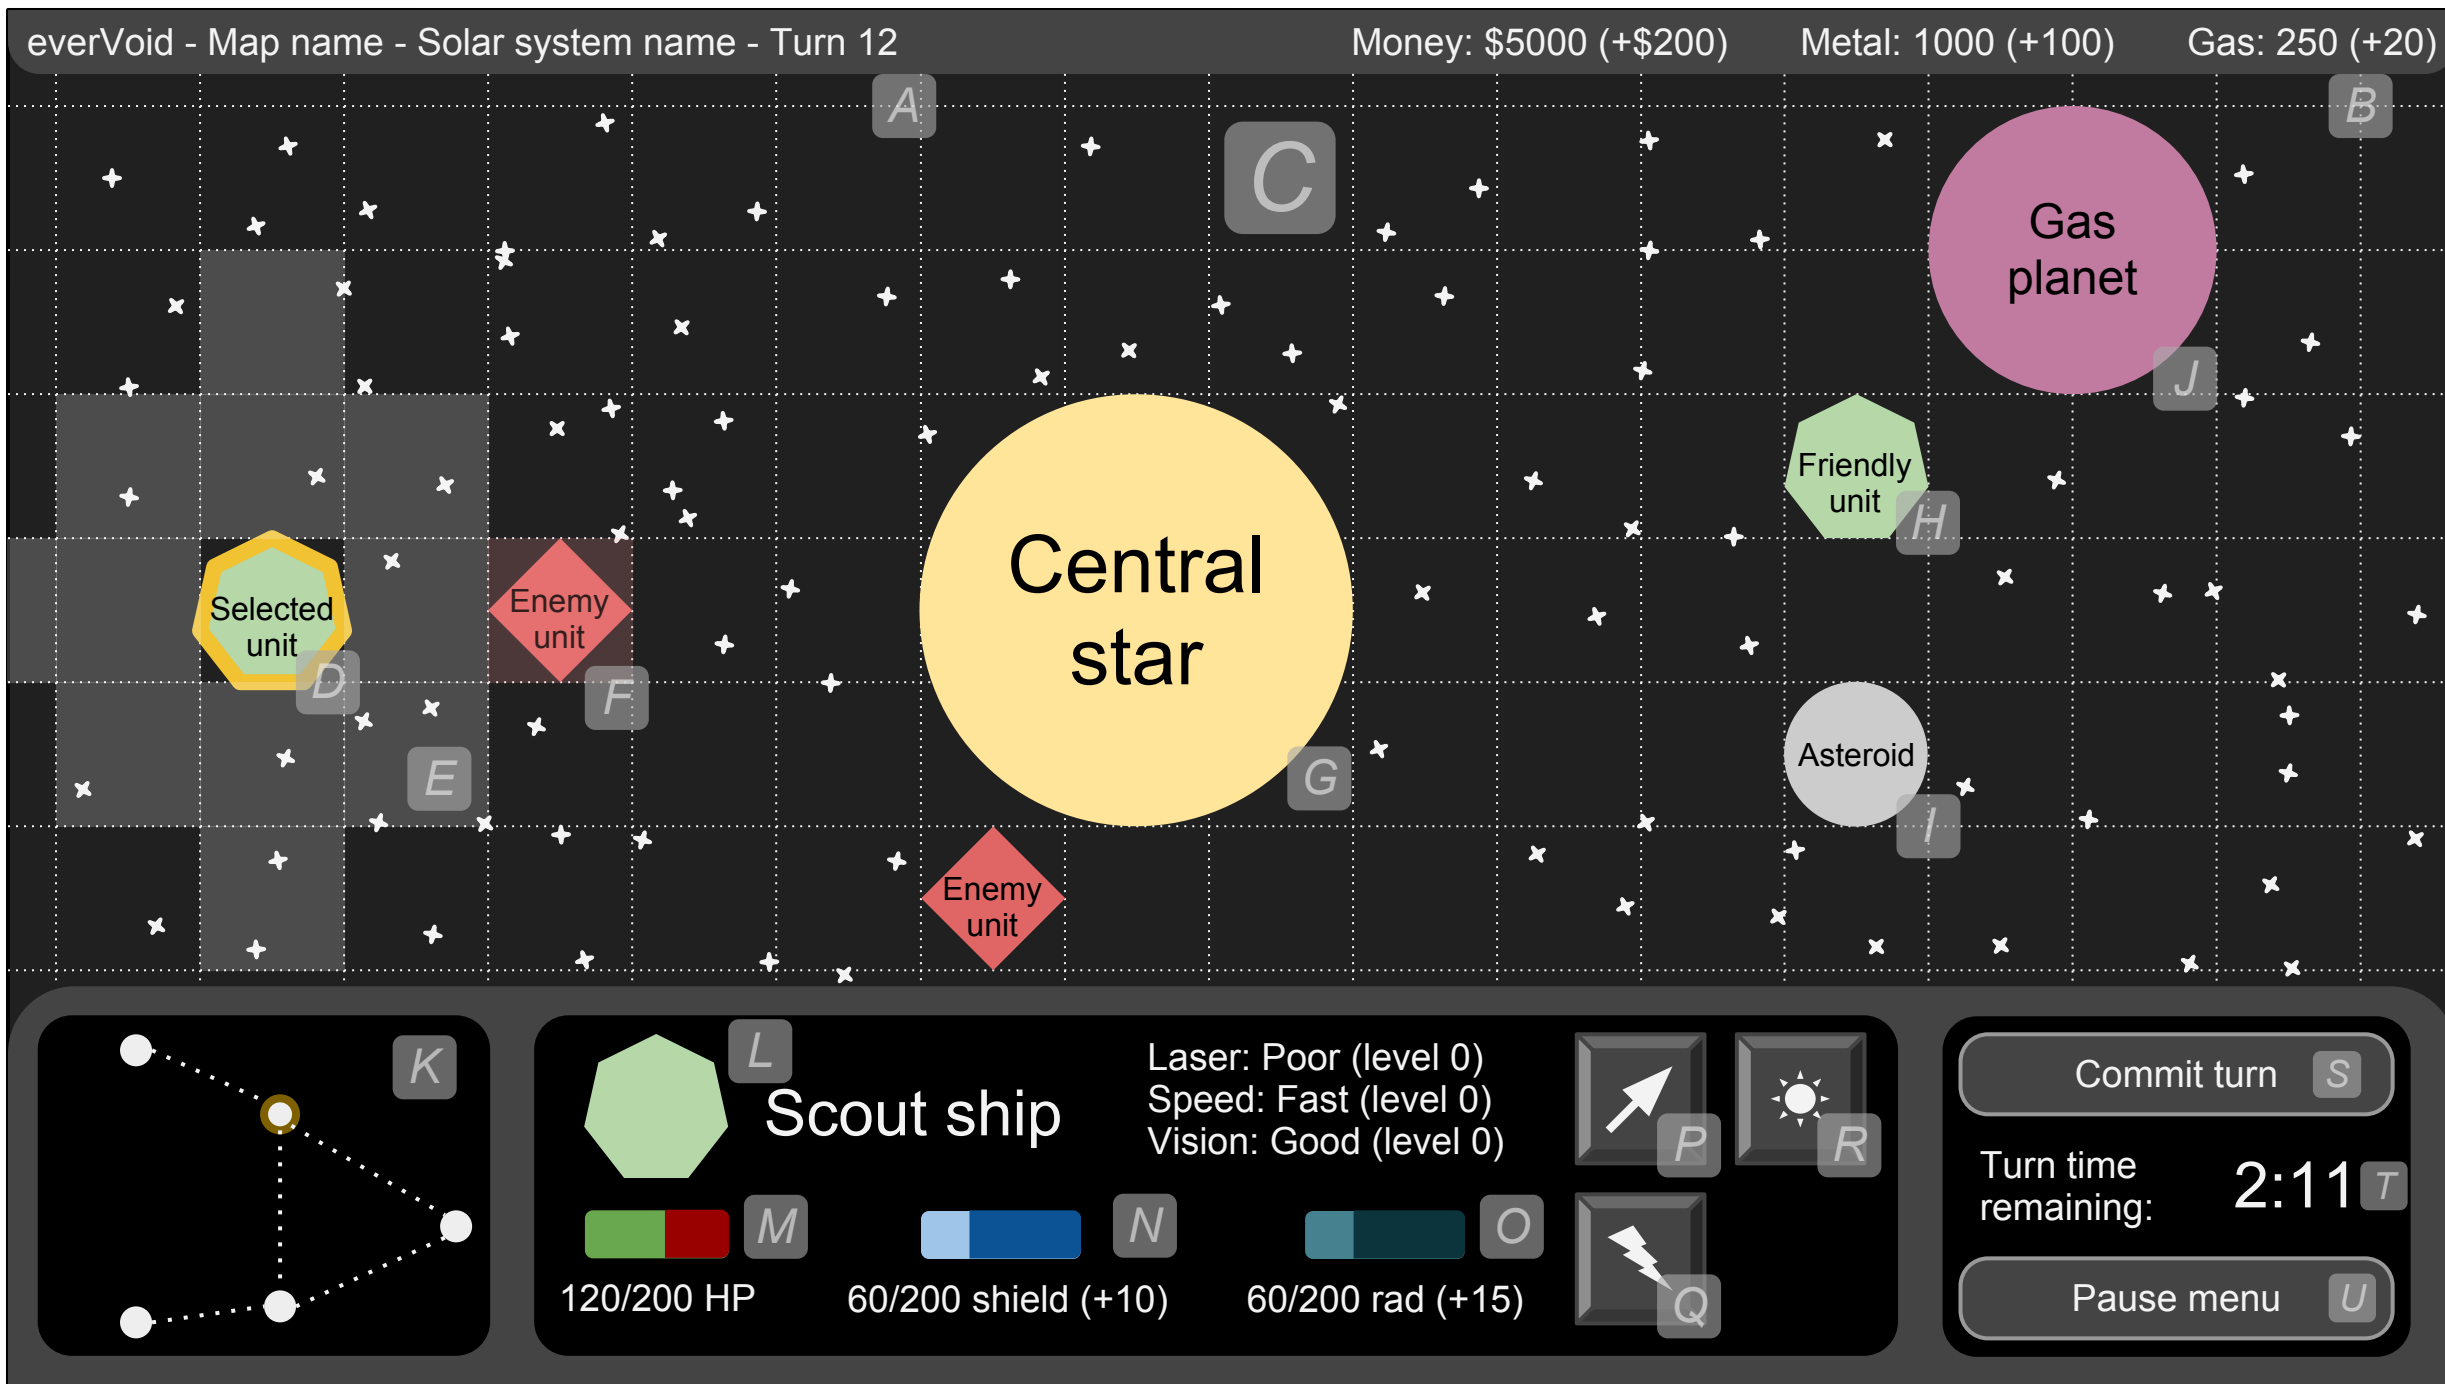 everVoid - Map name - Solar system name - Turn 12
Money: $5000 (+$200)
Metal: 1000 (+100)
Gas: 250 (+20)
A
B
C
Gas
planet
J
Friendly
unit
H
Selected
unit
D
Enemy
unit
F
Central
star
G
E
Asteroid
I
Enemy
unit
K
L
Scout ship
Laser: Poor (level 0)
Speed: Fast (level 0)
Vision: Good (level 0)
P
R
M
N
O
120/200 HP
60/200 shield (+10)
60/200 rad (+15)
Q
Commit turn S
Turn time
remaining:
2:11 T
Pause menu U